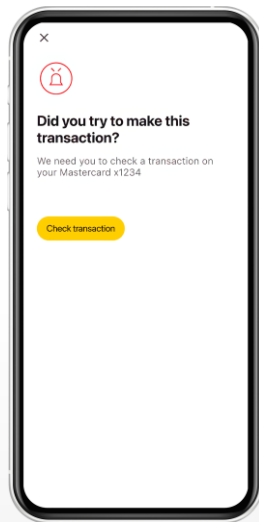 Did you try to make this
transaction?
We need you to check a transaction on
your Mastercard x1234
Check transaction